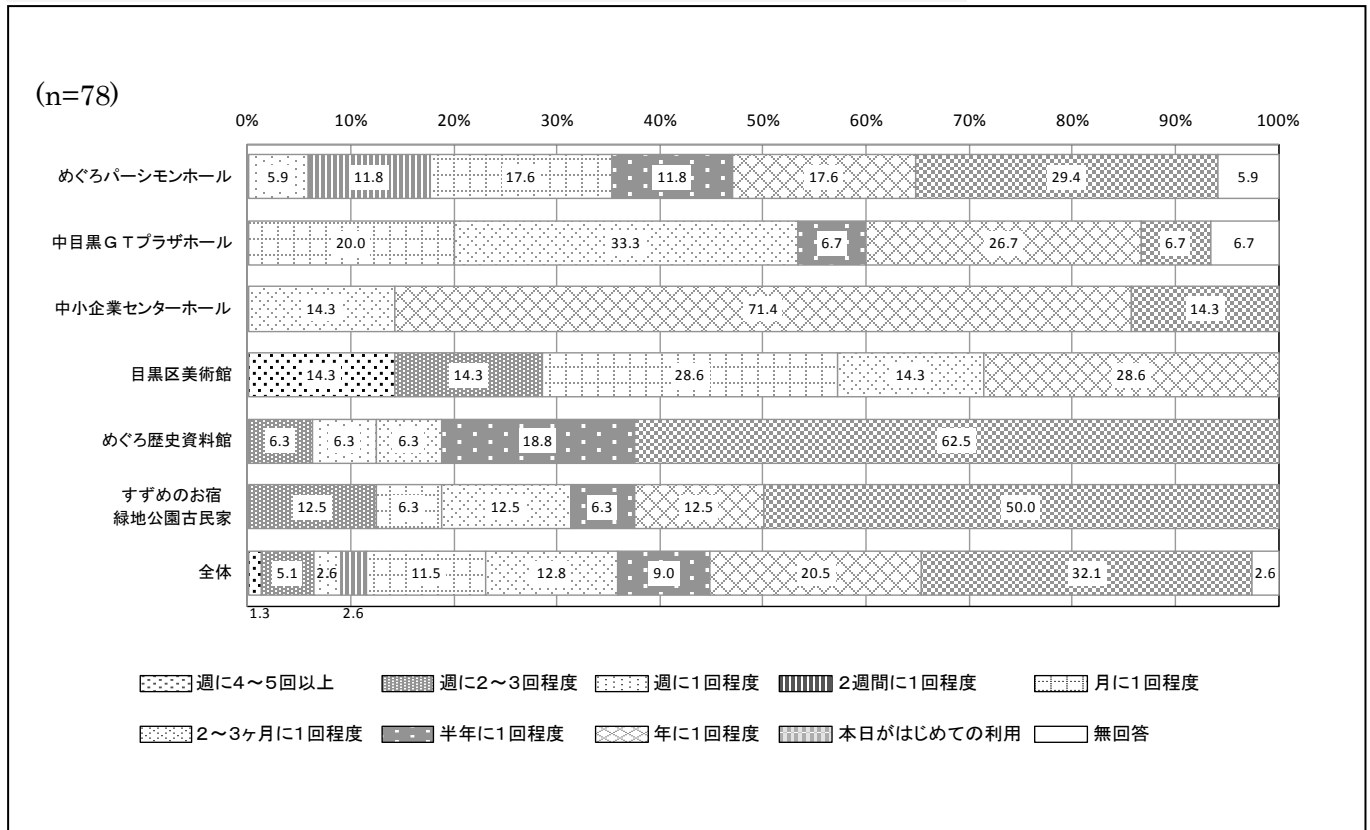 (n=78)
0% 10% 20% 30% 40% 50% 60% 70% 80% 90% 100%
めぐろパーシモンホール 5.9 11.8 17.6 11.8 17.6 29.4 5.9
中目黒ＧＴプラザホール 20.0 33.3 6.7 26.7 6.7 6.7
中小企業センターホール 14.3 71.4 14.3
目黒区美術館 14.3 14.3 28.6 14.3 28.6
めぐろ歴史資料館 6.3 6.3 6.3 18.8 62.5
すずめのお宿
緑地公園古民家 12.5 6.3 12.5 6.3 12.5 50.0
全体 5.1 2.6 11.5 12.8 9.0 20.5 32.1 2.6
1.3 2.6
週に４～５回以上 週に２～３回程度 週に１回程度 ２週間に１回程度 月に１回程度
２～３ヶ月に１回程度 半年に１回程度 年に１回程度 本日がはじめての利用 無回答